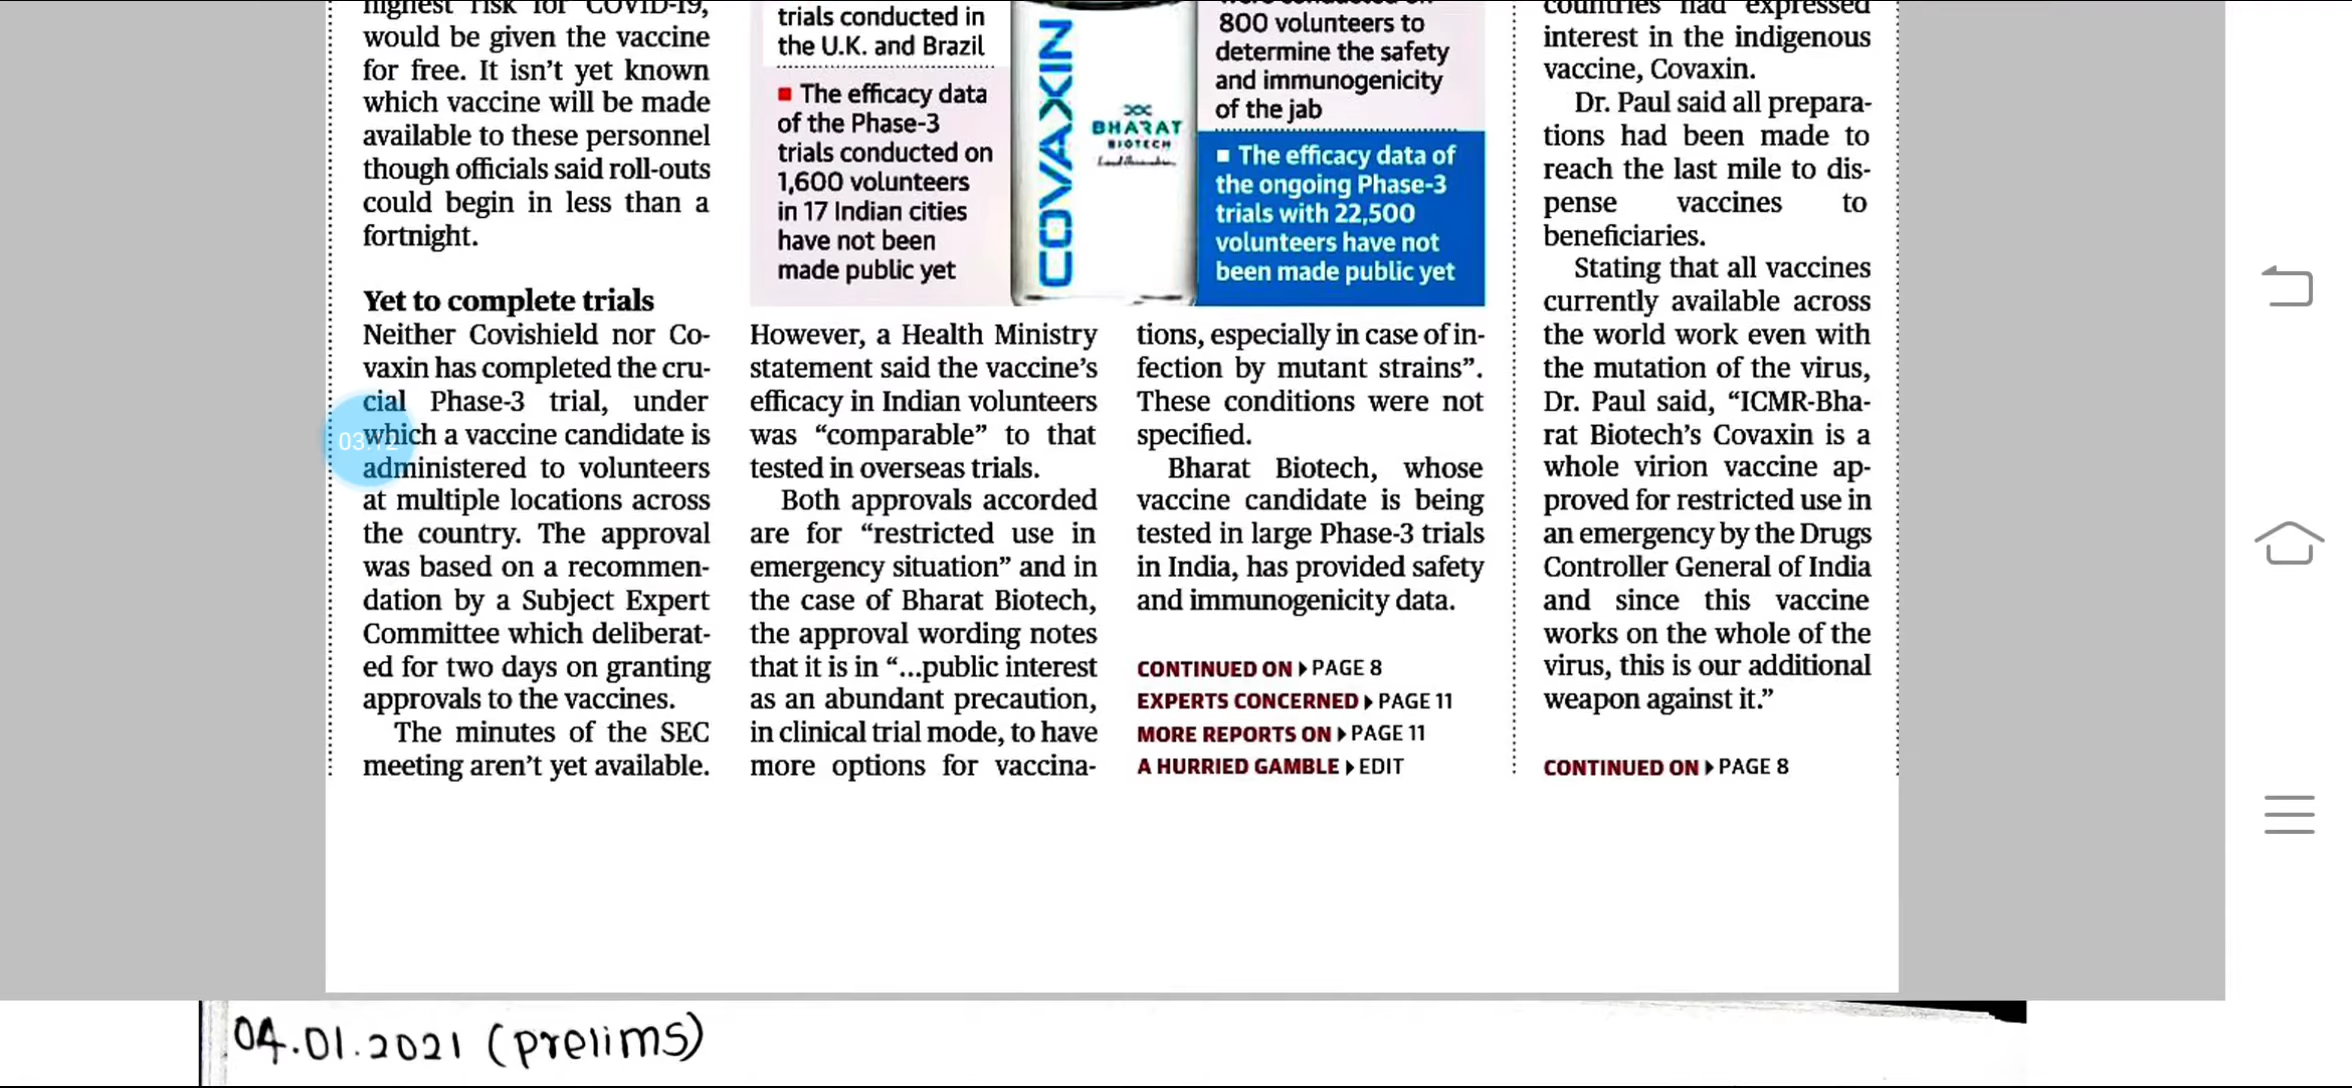 highest risk for COVID-19,
would be given the vaccine
for free. It isn’t yet known
which vaccine will be made
available to these personnel
though officials said roll-outs
could begin in less than a
fortnight.
Yet to complete trials
Neither Covishield nor Co-
vaxin has completed the cru-
cial Phase-3 trial, under
which a vaccine candidate is
administered to volunteers
at multiple locations across
the country. The approval
was based on a recommen-
dation by a Subject Expert
Committee which deliberat-
ed for two days on granting
approvals to the vaccines.
The minutes of the SEC
meeting aren’t yet available.
trials conducted in
the U.K. and Brazil
The efficacy data
of the Phase-3
trials conducted on
1,600 volunteers
in 17 Indian cities
have not been
made public yet
COVAXIN
BHARAT
BIOTECH
were conducted on
800 volunteers to
determine the safety
and immunogenicity
of the jab
The efficacy data of
the ongoing Phase-3
trials with 22,500
volunteers have not
been made public yet
However, a Health Ministry
statement said the vaccine’s
efficacy in Indian volunteers
was “comparable” to that
tested in overseas trials.
Both approvals accorded
are for “restricted use in
emergency situation” and in
the case of Bharat Biotech,
the approval wording notes
that it is in “...public interest
as an abundant precaution,
in clinical trial mode, to have
more options for vaccina-
tions, especially in case of in-
fection by mutant strains”.
These conditions were not
specified.
Bharat Biotech, whose
vaccine candidate is being
tested in large Phase-3 trials
in India, has provided safety
and immunogenicity data.
CONTINUED ON PAGE 8
EXPERTS CONCERNED PAGE 11
MORE REPORTS ON PAGE 11
A HURRIED GAMBLE EDIT
countries had expressed
interest in the indigenous
vaccine, Covaxin.
Dr. Paul said all prepara-
tions had been made to
reach the last mile to dis-
pense vaccines to
beneficiaries.
Stating that all vaccines
currently available across
the world work even with
the mutation of the virus,
Dr. Paul said, “ICMR-Bha-
rat Biotech’s Covaxin is a
whole virion vaccine ap-
proved for restricted use in
an emergency by the Drugs
Controller General of India
and since this vaccine
works on the whole of the
virus, this is our additional
weapon against it.”
CONTINUED ON PAGE 8
03:12
04.01.2021 (prelims)